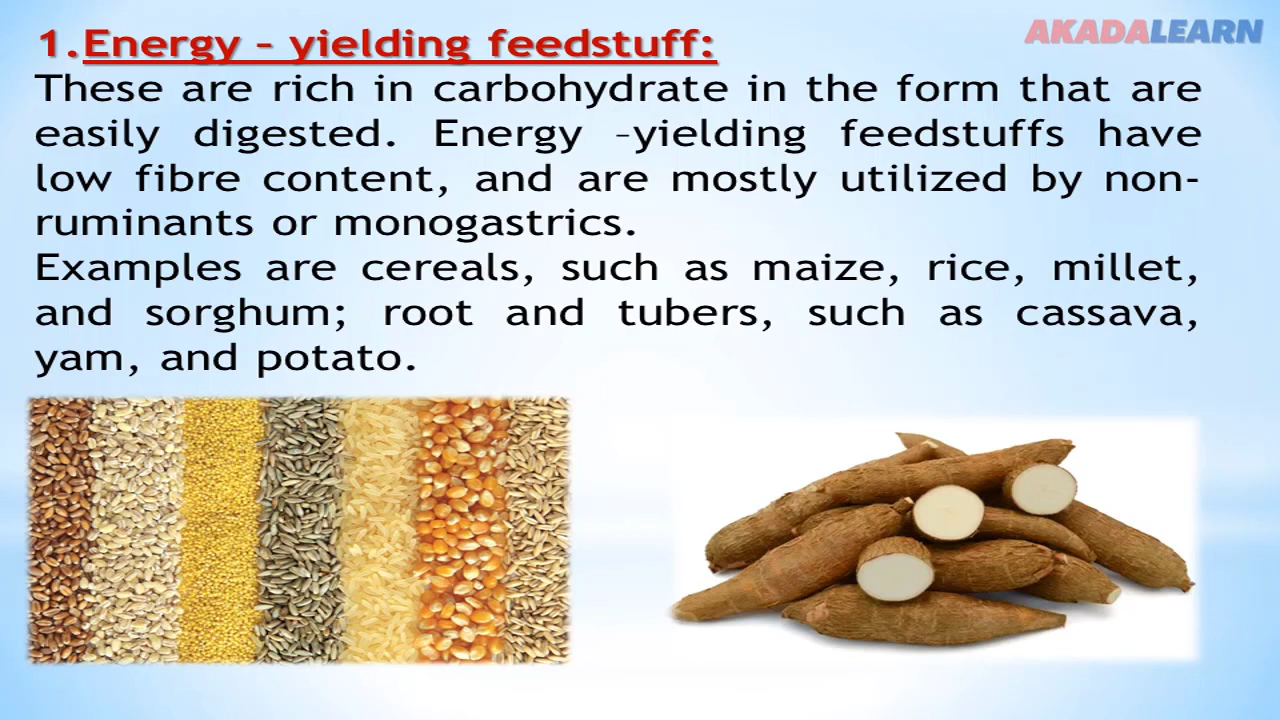 AKADALEARN
1.Energy – yielding feedstuff:
These are rich in carbohydrate in the form that are
easily digested. Energy –yielding feedstuffs have
low fibre content, and are mostly utilized by non-
ruminants or monogastrics.
Examples are cereals, such as maize, rice, millet,
and sorghum; root and tubers, such as cassava,
yam, and potato.